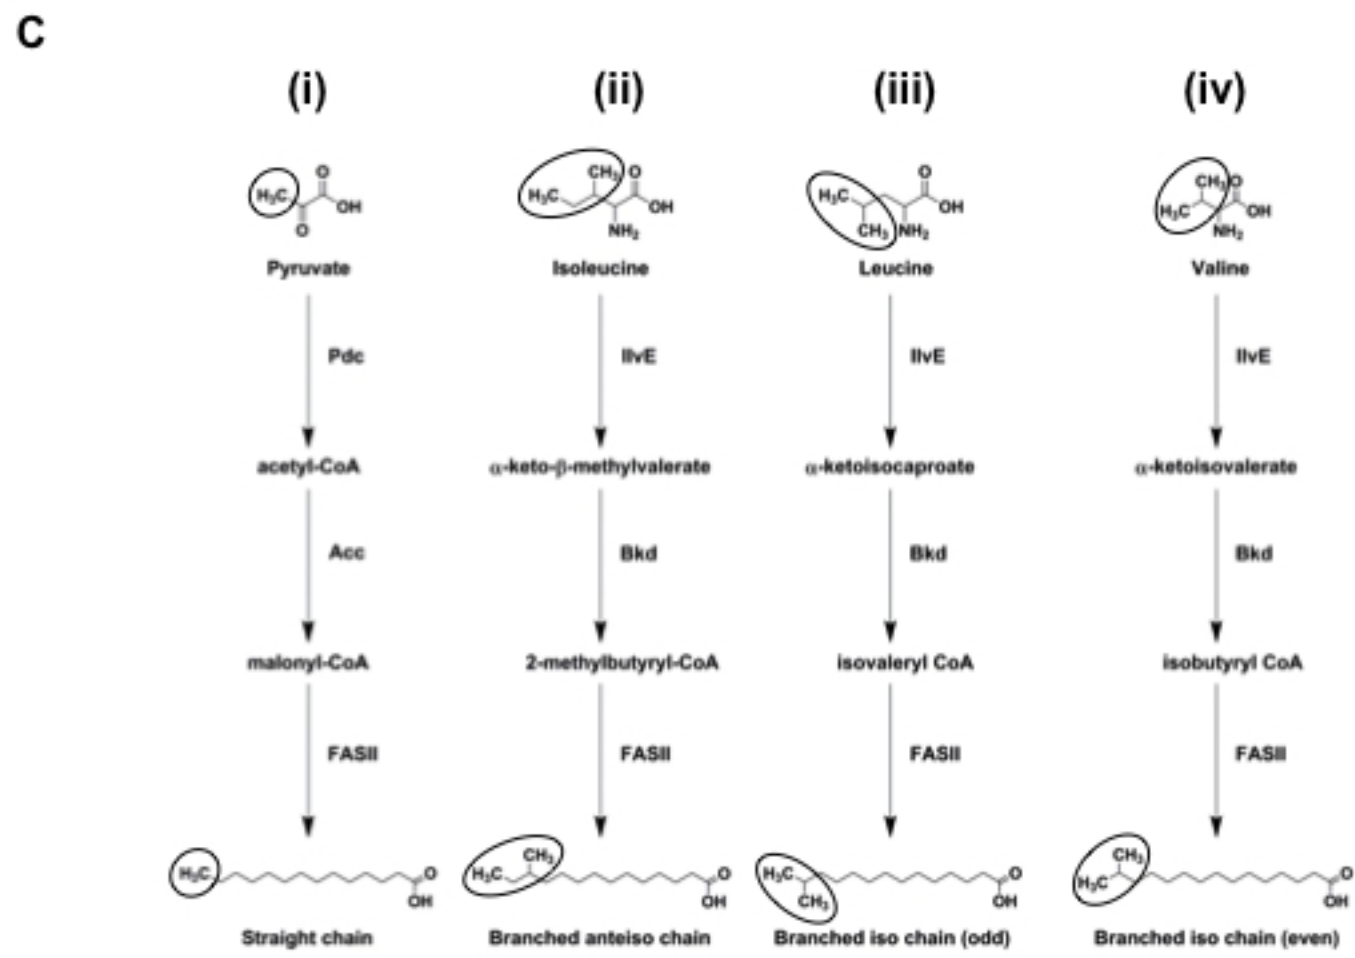 C
(i) (ii) (iii) (iv)
H₃C O OH O
H₃C CH₃ O OH NH₂
H₃C CH₃ O OH NH₂
CH₃ H₃C O OH NH₂
Pyruvate Isoleucine Leucine Valine
Pdc IlvE IlvE IlvE
acetyl-CoA α-keto-β-methylvalerate α-ketoisocaproate α-ketoisovalerate
Acc Bkd Bkd Bkd
malonyl-CoA 2-methylbutyryl-CoA isovaleryl CoA isobutyryl CoA
FASII FASII FASII FASII
H₃C O OH
H₃C CH₃ O OH
H₃C CH₃ O OH
CH₃ H₃C O OH
Straight chain Branched anteiso chain Branched iso chain (odd) Branched iso chain (even)